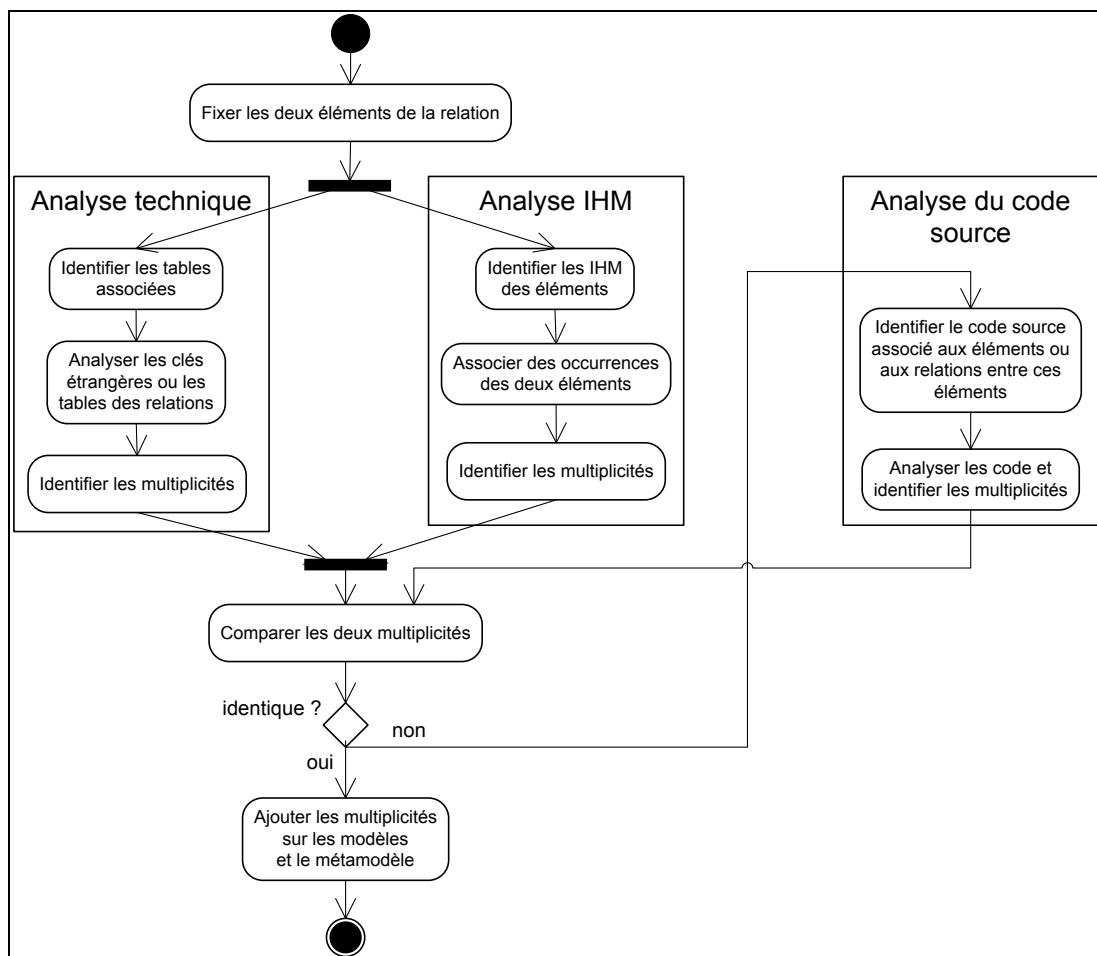 Fixer les deux éléments de la relation
Analyse technique
Identifier les tables
associées
Analyser les clés
étrangères ou les
tables des relations
Identifier les multiplicités
Analyse IHM
Identifier les IHM
des éléments
Associer des occurrences
des deux éléments
Identifier les multiplicités
Analyse du code
source
Identifier le code source
associé aux éléments ou
aux relations entre ces
éléments
Analyser les code et
identifier les multiplicités
Comparer les deux multiplicités
identique ?
non
oui
Ajouter les multiplicités
sur les modèles
et le métamodèle